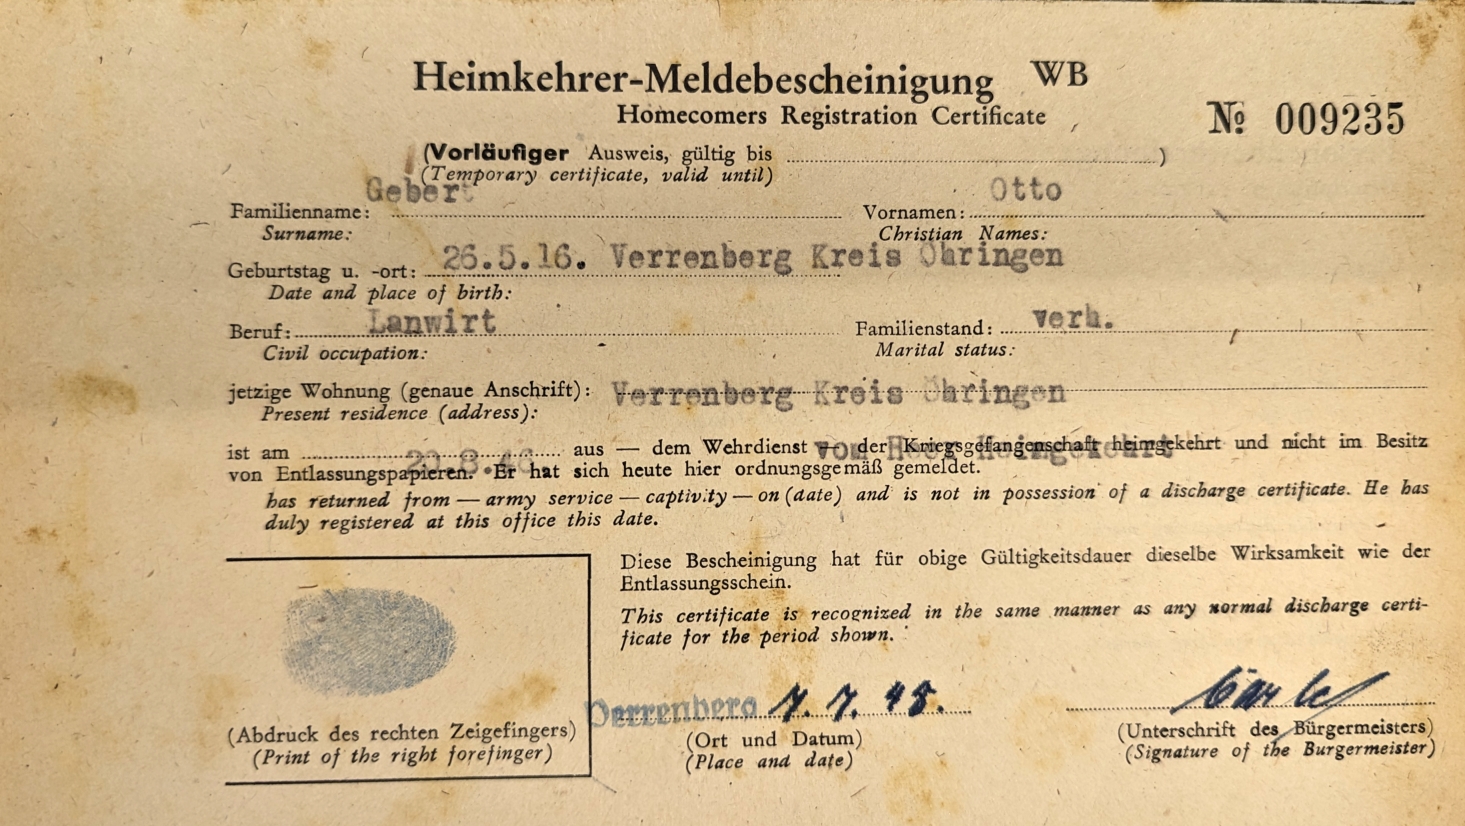 Heimkehrer-Meldebescheinigung WB
Homecomers Registration Certificate
№ 009235
(Vorläufiger Ausweis, gültig bis )
(Temporary certificate, valid until)
Familienname: Gebert Vornamen: Otto
Surname: Christian Names:
Geburtstag u. -ort: 26.5.16. Verrenberg Kreis Öhringen
Date and place of birth:
Beruf: Lanwirt Familienstand: verh.
Civil occupation: Marital status:
jetzige Wohnung (genaue Anschrift): Verrenberg Kreis Öhringen
Present residence (address):
ist am aus — dem Wehrdienst — der Kriegsgefangenschaft heimgekehrt und nicht im Besitz
vom
von Entlassungspapieren. Er hat sich heute hier ordnungsgemäß gemeldet.
has returned from — army service — captivity — on (date) and is not in possession of a discharge certificate. He has
duly registered at this office this date.
Diese Bescheinigung hat für obige Gültigkeitsdauer dieselbe Wirksamkeit wie der
Entlassungsschein.
This certificate is recognized in the same manner as any normal discharge certi-
ficate for the period shown.
Verrenberg 7. 7. 45.
(Abdruck des rechten Zeigefingers) (Ort und Datum) (Unterschrift des Bürgermeisters)
(Print of the right forefinger) (Place and date) (Signature of the Burgermeister)